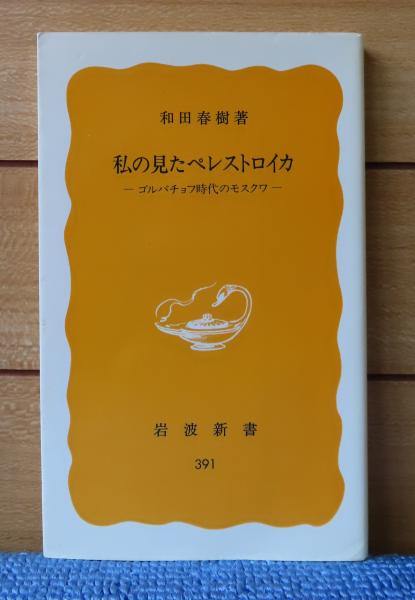 和田春樹著
私の見たペレストロイカ
― ゴルバチョフ時代のモスクワ ―
岩波新書
391